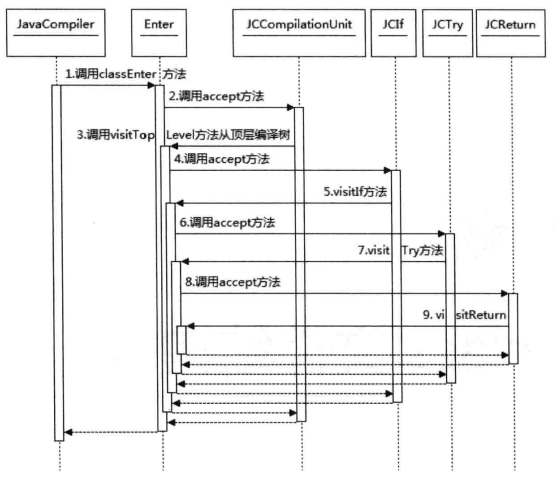 JavaCompiler
Enter
JCCompilationUnit
JCIf
JCTry
JCReturn
1.调用classEnter 方法
2.调用accept方法
3.调用visitTop Level方法从顶层编译树
4.调用accept方法
5.visitIf方法
6.调用accept方法
7.visit Try方法
8.调用accept方法
9. vi sitReturn